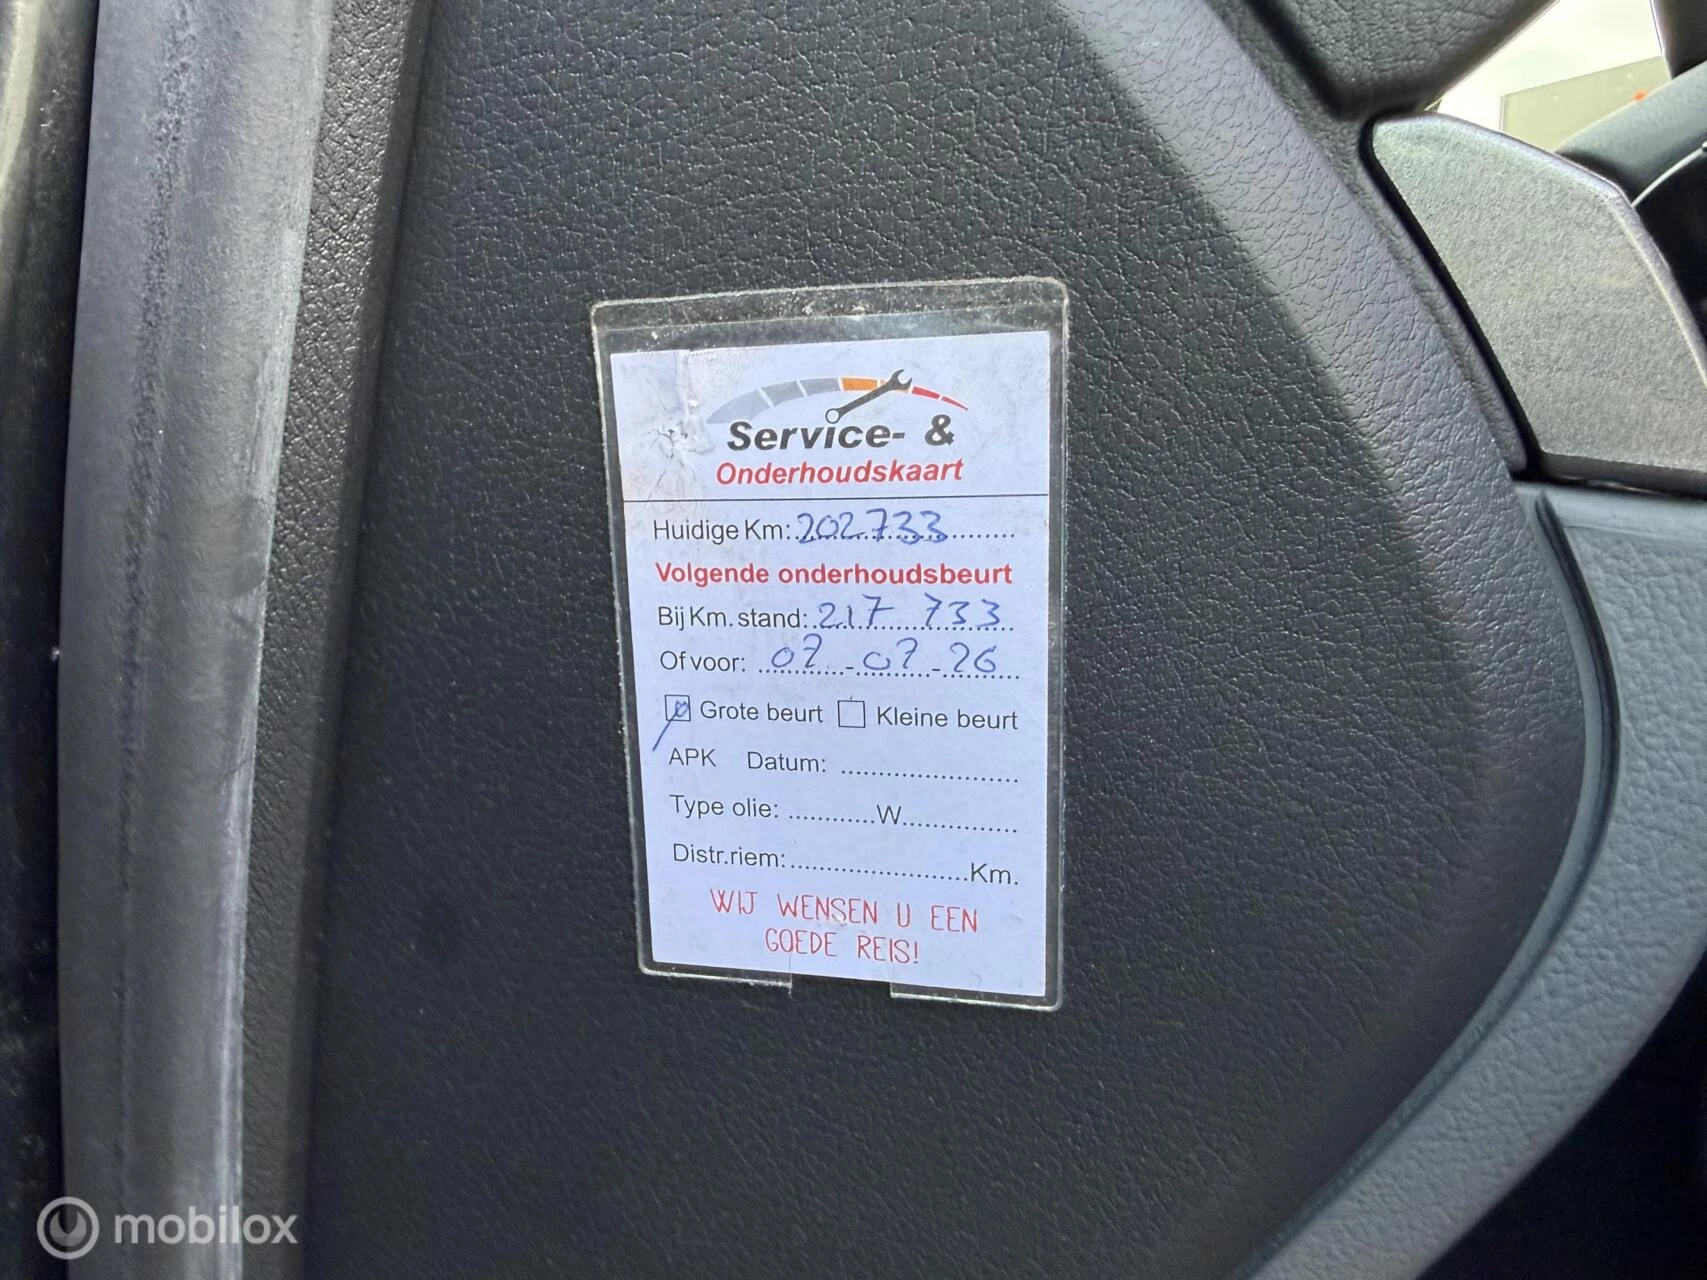 Service- &
Onderhoudskaart
Huidige Km: 202733
Volgende onderhoudsbeurt
Bij Km. stand: 217 733
Of voor: 07 - 07 - 26
Grote beurt Kleine beurt
APK Datum:
Type olie: W
Distr.riem: Km.
WIJ WENSEN U EEN
GOEDE REIS!
mobilox